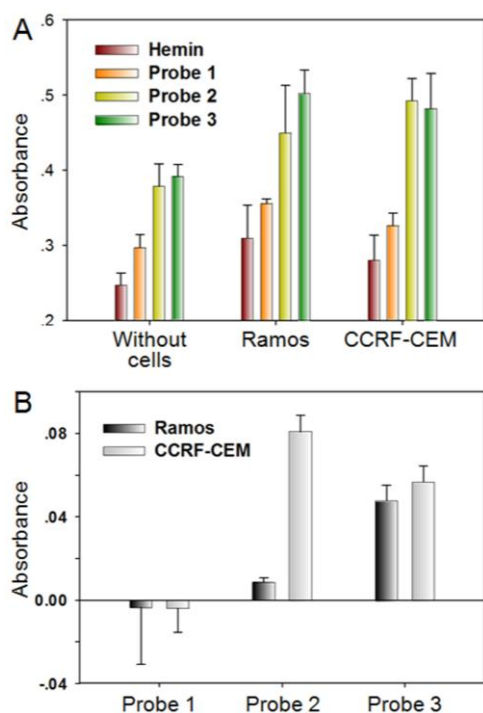 A
.6
.5
.4
.3
.2
Absorbance
Hemin
Probe 1
Probe 2
Probe 3
Without
cells
Ramos
CCRF-CEM
B
.08
.04
0.00
-.04
Absorbance
Ramos
CCRF-CEM
Probe 1
Probe 2
Probe 3